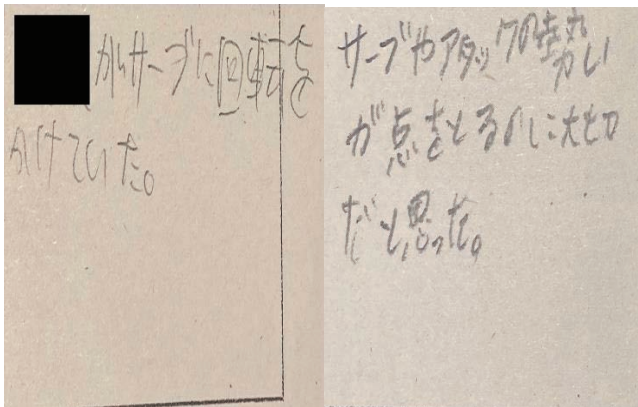 がサーブに回転を
かけていた。
サーブやアタックの勢い
が点をとるのに大切
だと思った。